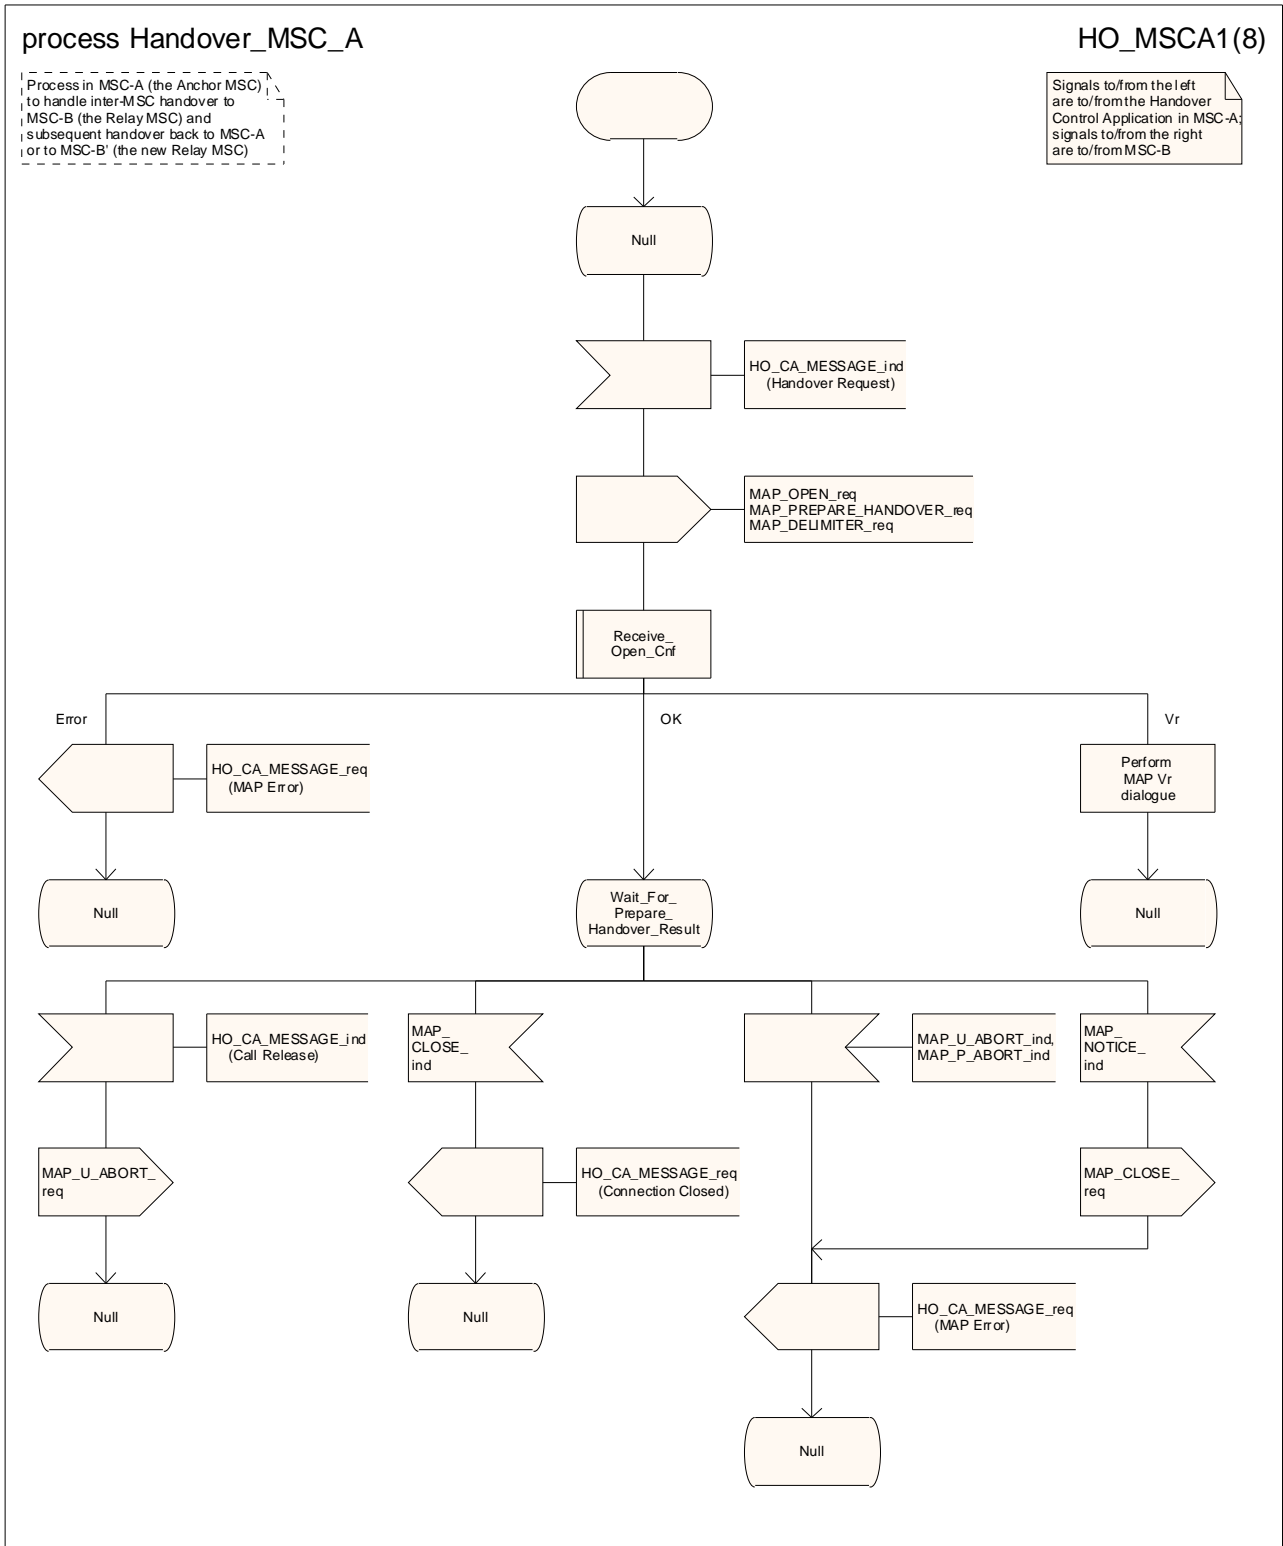 process Handover_MSC_A
HO_MSCA1(8)
Process in MSC-A (the Anchor MSC)
to handle inter-MSC handover to
MSC-B (the Relay MSC) and
subsequent handover back to MSC-A
or to MSC-B' (the new Relay MSC)
Signals to/from the left
are to/from the Handover
Control Application in MSC-A;
signals to/from the right
are to/from MSC-B
Null
HO_CA_MESSAGE_ind
(Handover Request)
MAP_OPEN_req
MAP_PREPARE_HANDOVER_req
MAP_DELIMITER_req
Receive_
Open_Cnf
Error
OK
Vr
HO_CA_MESSAGE_req
(MAP Error)
Perform
MAP Vr
dialogue
Null
Wait_For_
Prepare_
Handover_Result
Null
HO_CA_MESSAGE_ind
(Call Release)
MAP_
CLOSE_
ind
MAP_U_ABORT_ind,
MAP_P_ABORT_ind
MAP_
NOTICE_
ind
MAP_U_ABORT_
req
HO_CA_MESSAGE_req
(Connection Closed)
MAP_CLOSE_
req
Null
Null
HO_CA_MESSAGE_req
(MAP Error)
Null